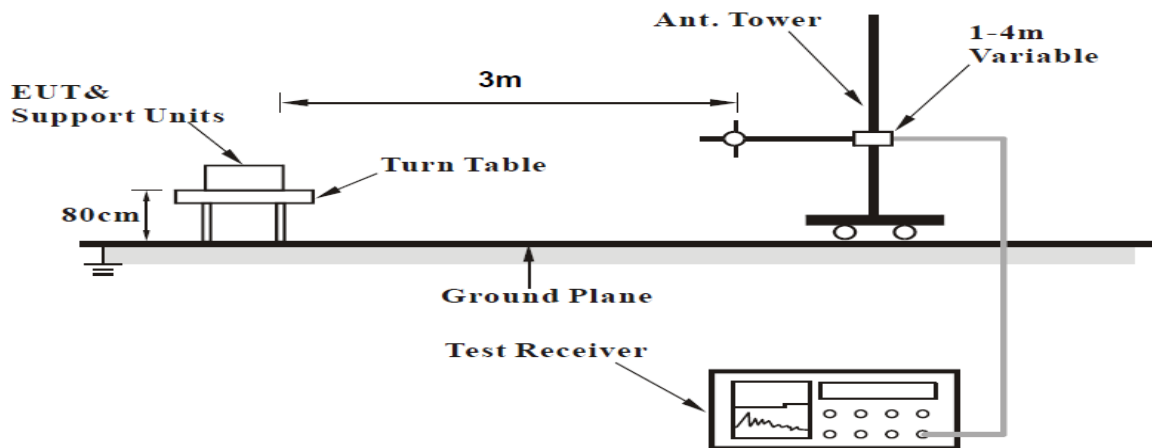 Ant. Tower
1-4m
Variable
3m
EUT&
Support Units
Turn Table
80cm
Ground Plane
Test Receiver